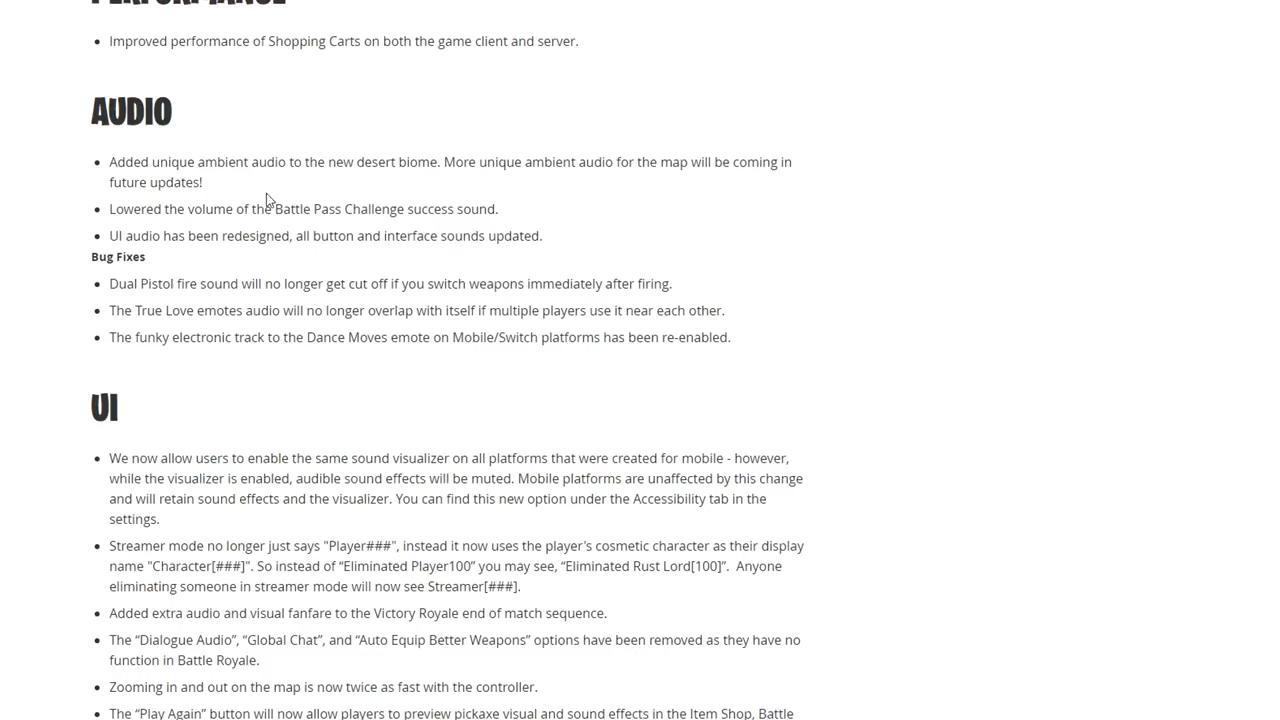 PERFORMANCE
• Improved performance of Shopping Carts on both the game client and server.
AUDIO
• Added unique ambient audio to the new desert biome. More unique ambient audio for the map will be coming in
future updates!
• Lowered the volume of the Battle Pass Challenge success sound.
• UI audio has been redesigned, all button and interface sounds updated.
Bug Fixes
• Dual Pistol fire sound will no longer get cut off if you switch weapons immediately after firing.
• The True Love emotes audio will no longer overlap with itself if multiple players use it near each other.
• The funky electronic track to the Dance Moves emote on Mobile/Switch platforms has been re-enabled.
UI
• We now allow users to enable the same sound visualizer on all platforms that were created for mobile - however,
while the visualizer is enabled, audible sound effects will be muted. Mobile platforms are unaffected by this change
and will retain sound effects and the visualizer. You can find this new option under the Accessibility tab in the
settings.
• Streamer mode no longer just says "Player###", instead it now uses the player's cosmetic character as their display
name "Character[###]". So instead of “Eliminated Player100” you may see, “Eliminated Rust Lord[100]”.  Anyone
eliminating someone in streamer mode will now see Streamer[###].
• Added extra audio and visual fanfare to the Victory Royale end of match sequence.
• The “Dialogue Audio”, “Global Chat”, and “Auto Equip Better Weapons” options have been removed as they have no
function in Battle Royale.
• Zooming in and out on the map is now twice as fast with the controller.
• The “Play Again” button will now allow players to preview pickaxe visual and sound effects in the Item Shop, Battle